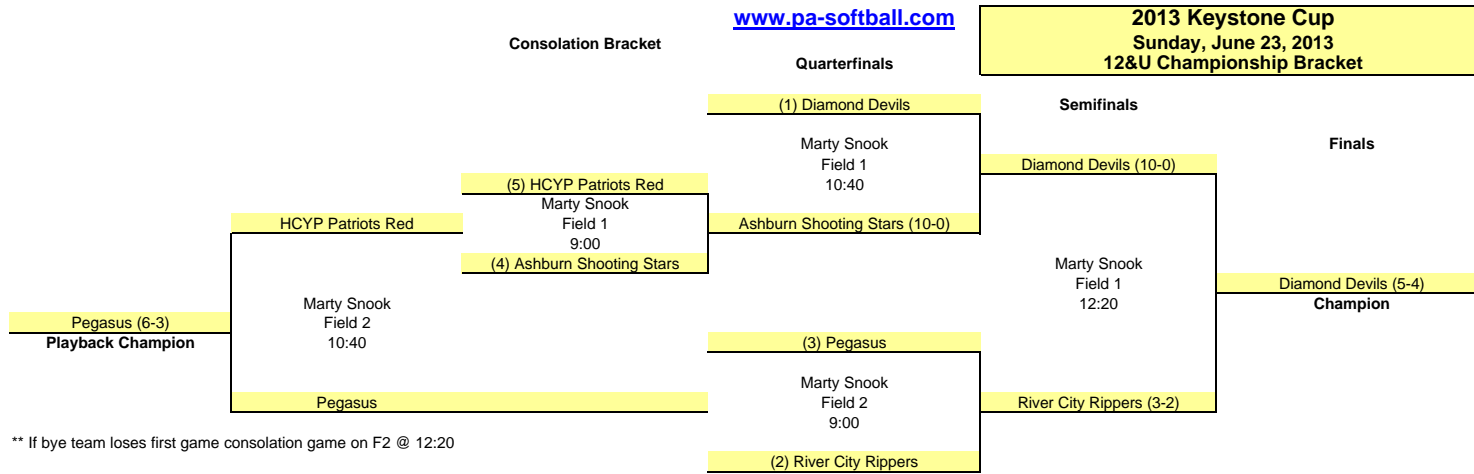 www.pa-softball.com
2013 Keystone Cup
Sunday, June 23, 2013
12&U Championship Bracket
Consolation Bracket
Quarterfinals
(1) Diamond Devils
Semifinals
Marty Snook
Field 1
10:40
Finals
Diamond Devils (10-0)
(5) HCYP Patriots Red
Marty Snook
Field 1
9:00
HCYP Patriots Red
Ashburn Shooting Stars (10-0)
(4) Ashburn Shooting Stars
Marty Snook
Field 1
12:20
Diamond Devils (5-4)
Champion
Marty Snook
Field 2
10:40
Pegasus (6-3)
Playback Champion
(3) Pegasus
Marty Snook
Field 2
9:00
Pegasus
River City Rippers (3-2)
** If bye team loses first game consolation game on F2 @ 12:20
(2) River City Rippers